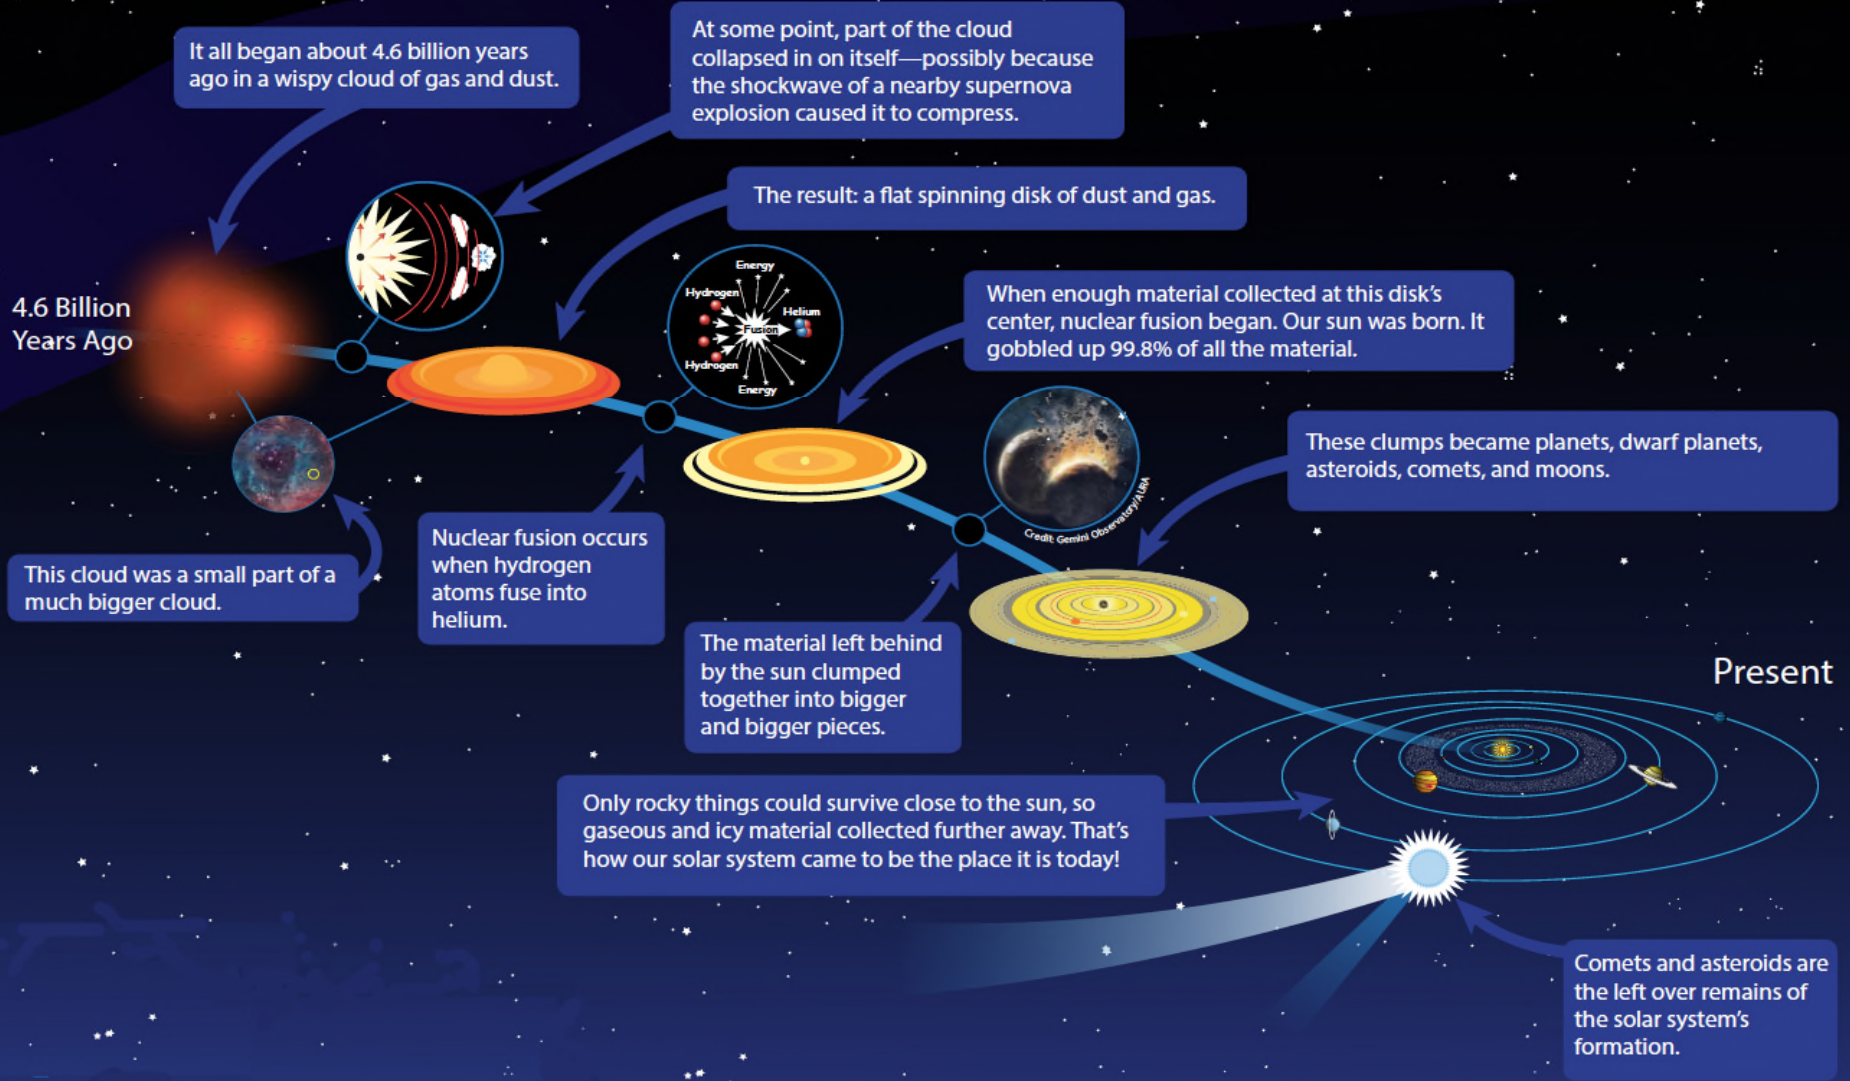 It all began about 4.6 billion years
ago in a wispy cloud of gas and dust.
At some point, part of the cloud
collapsed in on itself—possibly because
the shockwave of a nearby supernova
explosion caused it to compress.
The result: a flat spinning disk of dust and gas.
4.6 Billion
Years Ago
Energy
Hydrogen
Helium
Fusion
Hydrogen
Energy
When enough material collected at this disk's
center, nuclear fusion began. Our sun was born. It
gobbled up 99.8% of all the material.
These clumps became planets, dwarf planets,
asteroids, comets, and moons.
Credit: Gemini Observatory/AURA
This cloud was a small part of a
much bigger cloud.
Nuclear fusion occurs
when hydrogen
atoms fuse into
helium.
The material left behind
by the sun clumped
together into bigger
and bigger pieces.
Present
Only rocky things could survive close to the sun, so
gaseous and icy material collected further away. That's
how our solar system came to be the place it is today!
Comets and asteroids are
the left over remains of
the solar system's
formation.